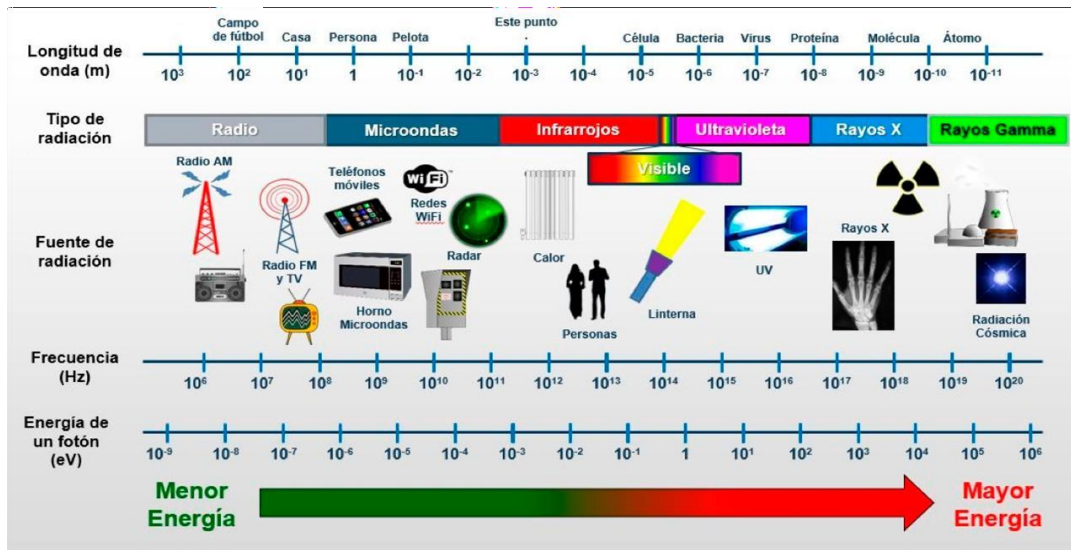 Longitud de
onda (m)
Campo
de fútbol
Casa
Persona
Pelota
Este punto
.
Célula
Bacteria
Virus
Proteína
Molécula
Átomo
10³ 10² 10¹ 1 10⁻¹ 10⁻² 10⁻³ 10⁻⁴ 10⁻⁵ 10⁻⁶ 10⁻⁷ 10⁻⁸ 10⁻⁹ 10⁻¹⁰ 10⁻¹¹
Tipo de
radiación
Radio Microondas Infrarrojos Ultravioleta Rayos X Rayos Gamma
Visible
Fuente de
radiación
Radio AM
Radio FM
y TV
Teléfonos
móviles
WiFi
Redes
WiFi
Radar
Horno
Microondas
Calor
Personas
Linterna
UV
Rayos X
Radiación
Cósmica
Frecuencia
(Hz)
10⁶ 10⁷ 10⁸ 10⁹ 10¹⁰ 10¹¹ 10¹² 10¹³ 10¹⁴ 10¹⁵ 10¹⁶ 10¹⁷ 10¹⁸ 10¹⁹ 10²⁰
Energía de
un fotón
(eV)
10⁻⁹ 10⁻⁸ 10⁻⁷ 10⁻⁶ 10⁻⁵ 10⁻⁴ 10⁻³ 10⁻² 10⁻¹ 1 10¹ 10² 10³ 10⁴ 10⁵ 10⁶
Menor
Energía
Mayor
Energía